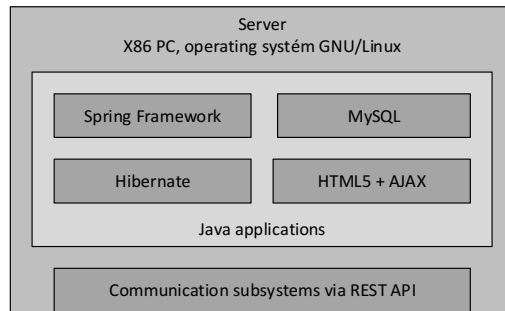 Server
X86 PC, operating systém GNU/Linux
Spring Framework
MySQL
Hibernate
HTML5 + AJAX
Java applications
Communication subsystems via REST API